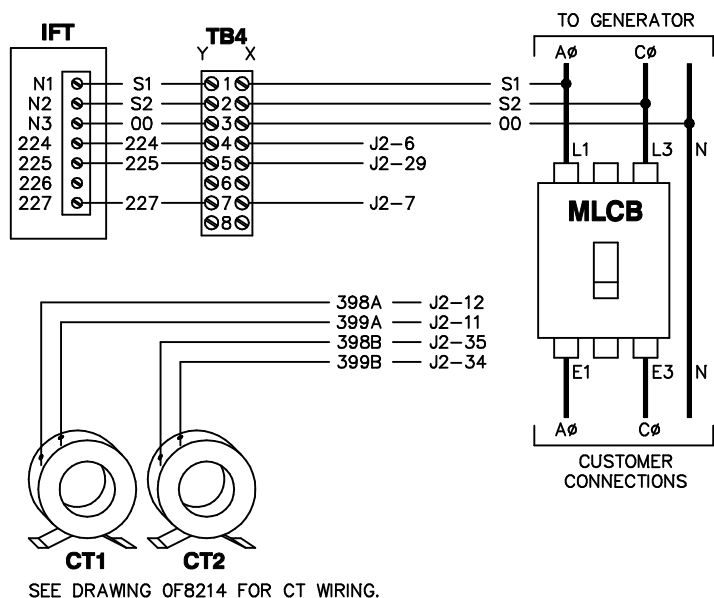 TO GENERATOR
IFT
TB4
Y X
AØ CØ
N1 S1 1 S1
N2 S2 2 S2
N3 00 3 00
224 224 4 J2-6
225 225 5 J2-29
226 6
227 227 7 J2-7
8
L1 L3 N
MLCB
398A J2-12
399A J2-11
398B J2-35
399B J2-34
E1 E3 N
AØ CØ
CUSTOMER
CONNECTIONS
CT1 CT2
SEE DRAWING 0F8214 FOR CT WIRING.